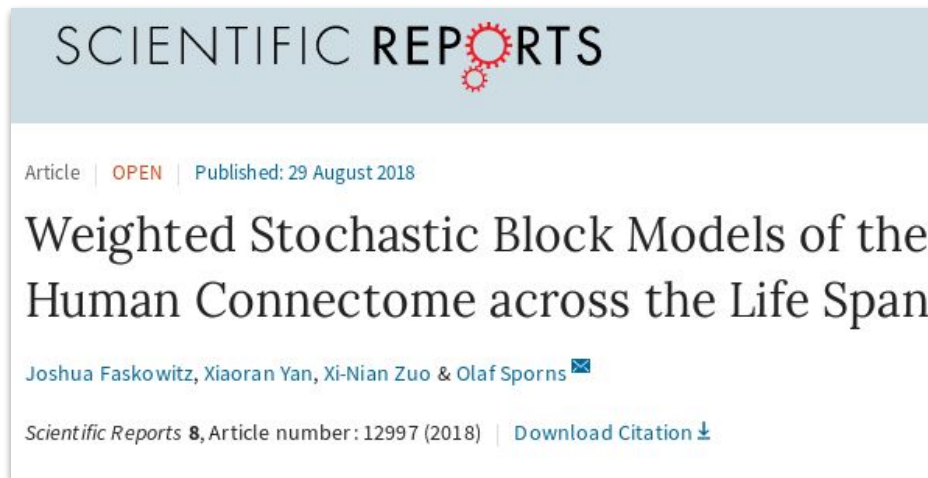 SCIENTIFIC REPORTS
Article | OPEN | Published: 29 August 2018
Weighted Stochastic Block Models of the
Human Connectome across the Life Span
Joshua Faskowitz, Xiaoran Yan, Xi-Nian Zuo & Olaf Sporns
Scientific Reports 8, Article number: 12997 (2018) | Download Citation